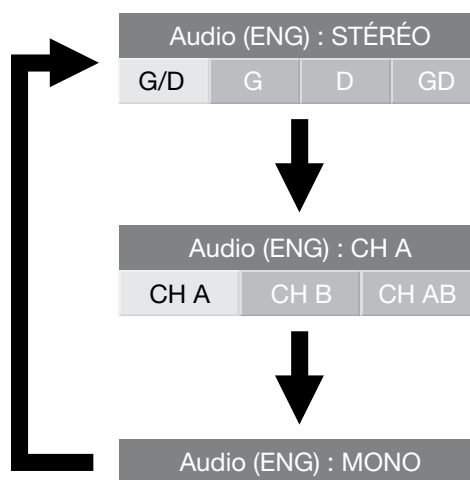 Audio (ENG) : STÉRÉO
G/D G D GD
Audio (ENG) : CH A
CH A CH B CH AB
Audio (ENG) : MONO